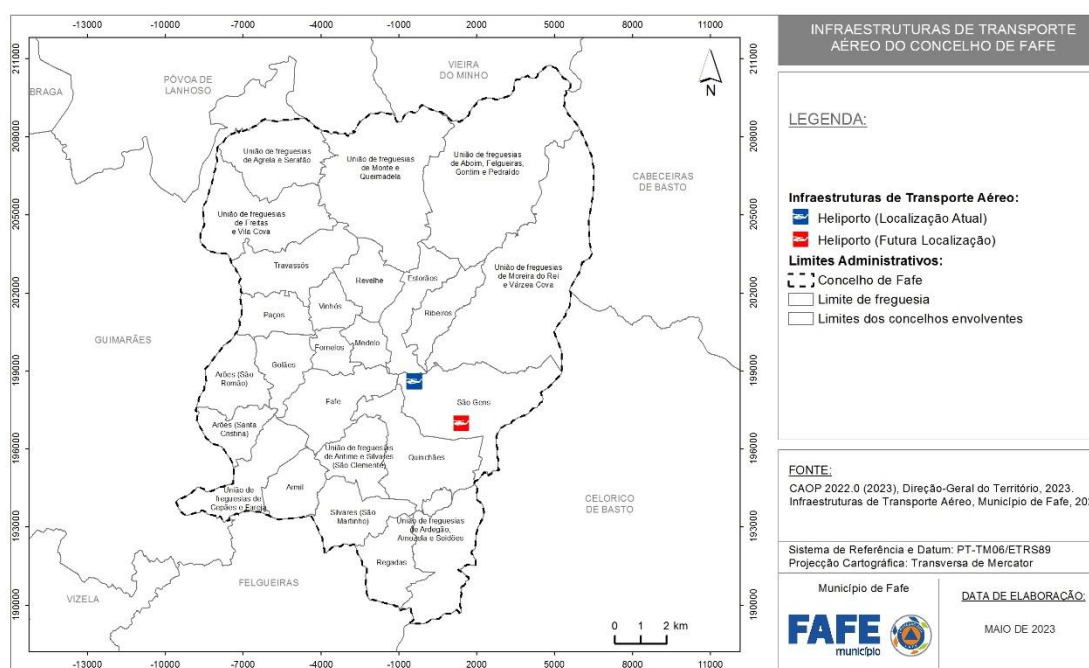 -13000 -10000 -7000 -4000 -1000 2000 5000 8000 11000
INFRAESTRUTURAS DE TRANSPORTE
AÉREO DO CONCELHO DE FAFE
211000
208000
205000
202000
199000
196000
193000
190000
BRAGA
PÓVOA DE
LANHOSO
VIEIRA
DO MINHO
N
CABECEIRAS
DE BASTO
GUIMARÃES
CELORICO
DE BASTO
FELGUEIRAS
VIZELA
União de freguesias
de Agrela e Serafão
União de freguesias
de Monte e
Queimadela
União de freguesias
de Aboim, Felgueiras,
Gontim e Pedraído
União de freguesias
de Freitas
e Vila Cova
Travassós
Revelhe
Estorãos
União de freguesias
de Moreira do Rei
e Várzea Cova
Paços
Vinhós
Ribeiros
Fornelos
Medelo
Golães
Arões (São
Romão)
Fafe
São Gens
Arões (Santa
Cristina)
União de freguesias
de Antime e Silvares
(São Clemente)
Quinchães
União de
freguesias de
Cepães e Fareja
Armil
Silvares (São
Martinho)
União de freguesias
de Ardegão,
Arnozela e Seidões
Regadas
0 1 2 km
211000
208000
205000
202000
199000
196000
193000
190000
-13000 -10000 -7000 -4000 -1000 2000 5000 8000 11000
LEGENDA:
Infraestruturas de Transporte Aéreo:
Heliporto (Localização Atual)
Heliporto (Futura Localização)
Limites Administrativos:
Concelho de Fafe
Limite de freguesia
Limites dos concelhos envolventes
FONTE:
CAOP 2022.0 (2023), Direção-Geral do Território, 2023.
Infraestruturas de Transporte Aéreo, Município de Fafe, 202
Sistema de Referência e Datum: PT-TM06/ETRS89
Projecção Cartográfica: Transversa de Mercator
Município de Fafe
FAFE
município
DATA DE ELABORAÇÃO:
MAIO DE 2023